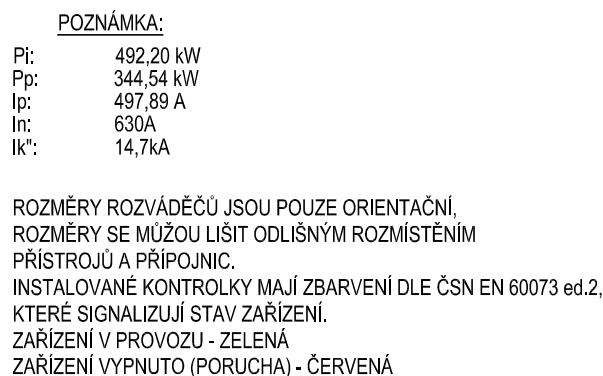 POZNÁMKA:
Pi: 492,20 kW
Pp: 344,54 kW
Ip: 497,89 A
In: 630A
Ik": 14,7kA
ROZMĚRY ROZVÁDĚČŮ JSOU POUZE ORIENTAČNÍ,
ROZMĚRY SE MŮŽOU LIŠIT ODLIŠNÝM ROZMÍSTĚNÍM
PŘÍSTROJŮ A PŘÍPOJNIC.
INSTALOVANÉ KONTROLKY MAJÍ ZBARVENÍ DLE ČSN EN 60073 ed.2,
KTERÉ SIGNALIZUJÍ STAV ZAŘÍZENÍ.
ZAŘÍZENÍ V PROVOZU - ZELENÁ
ZAŘÍZENÍ VYPNUTO (PORUCHA) - ČERVENÁ